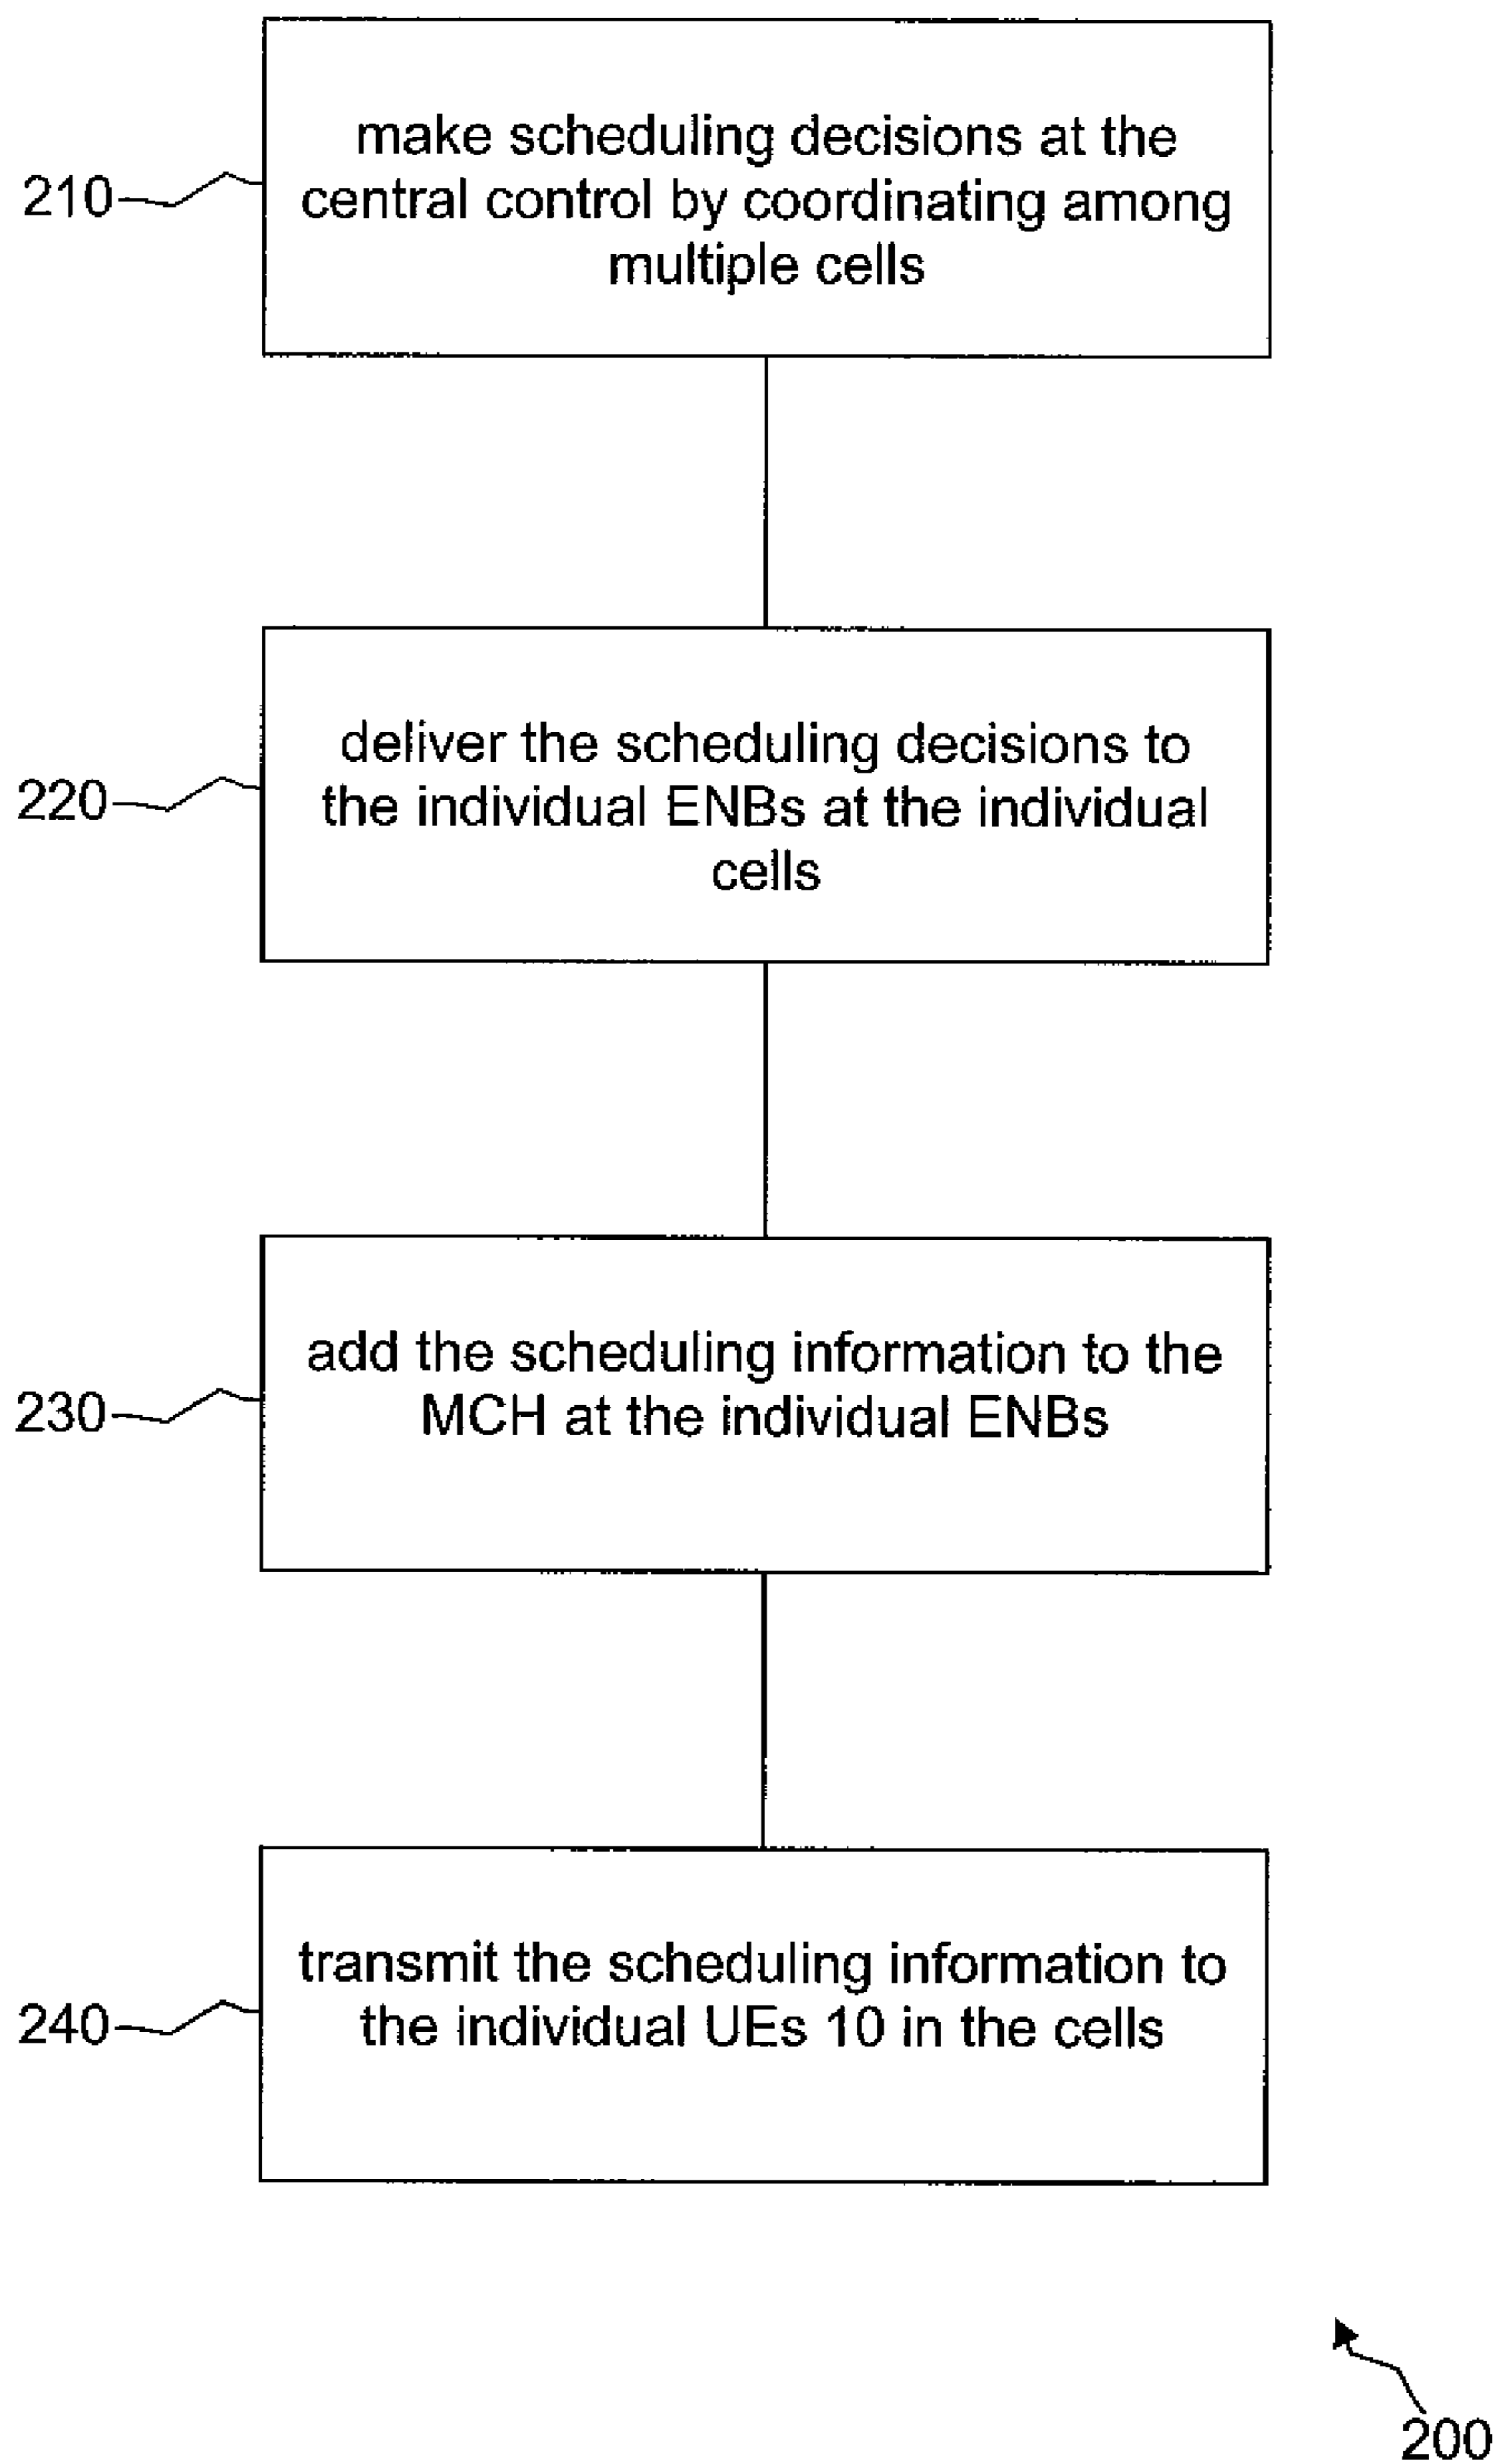 make scheduling decisions at the
central control by coordinating among
multiple cells
210
deliver the scheduling decisions to
the individual ENBs at the individual
cells
220
add the scheduling information to the
MCH at the individual ENBs
230
transmit the scheduling information to
the individual UEs 10 in the cells
240
200